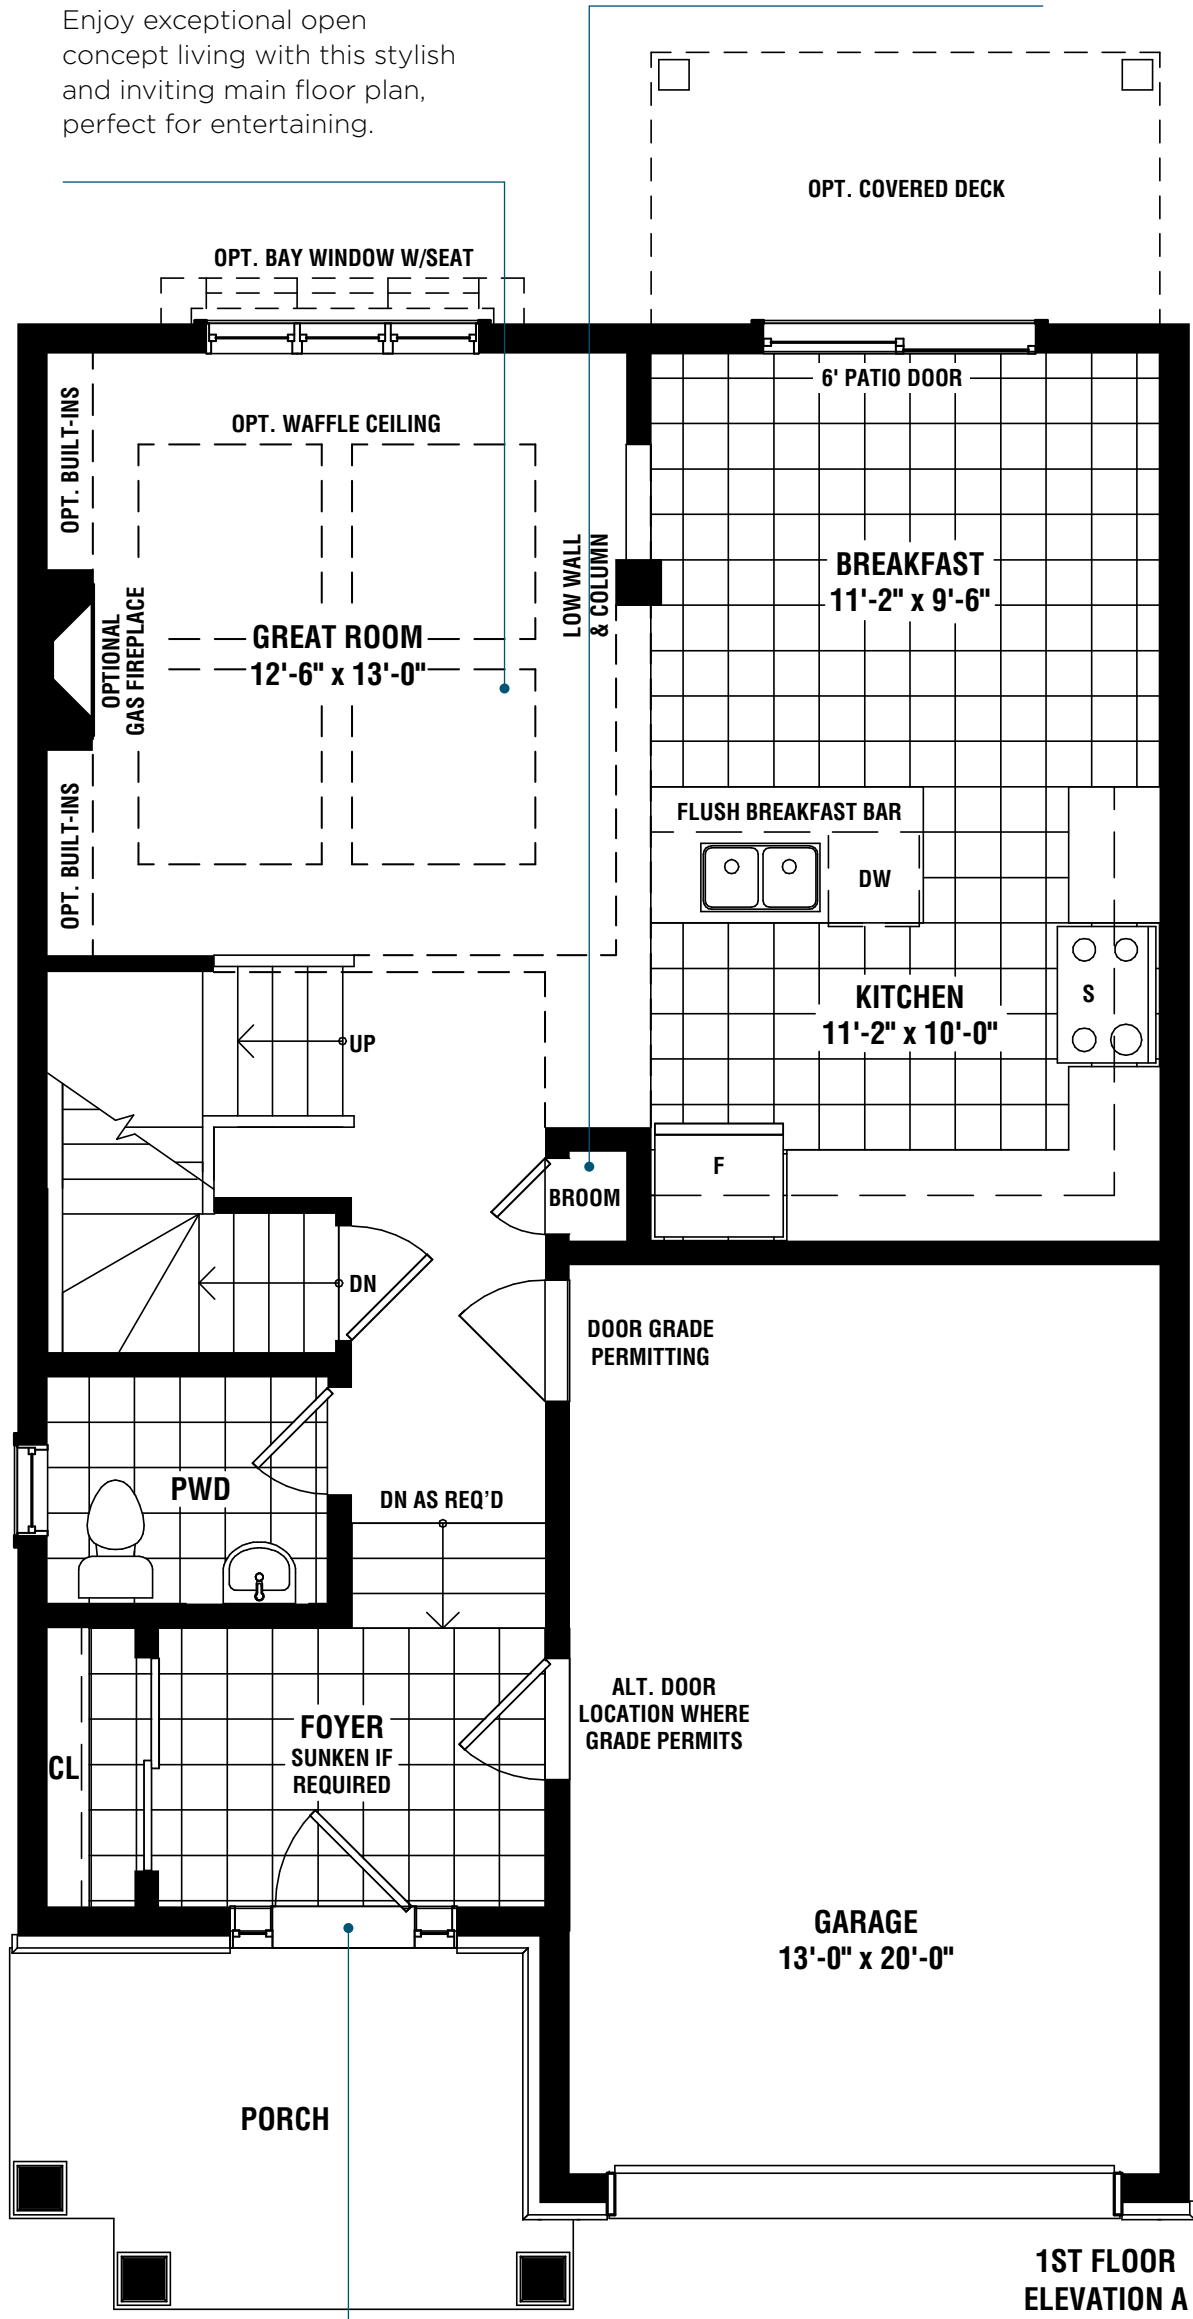 Enjoy exceptional open
concept living with this stylish
and inviting main floor plan,
perfect for entertaining.
OPT. COVERED DECK
OPT. BAY WINDOW W/SEAT
6' PATIO DOOR
OPT. BUILT-INS
OPT. WAFFLE CEILING
LOW WALL
& COLUMN
BREAKFAST
11'-2" x 9'-6"
OPTIONAL
GAS FIREPLACE
GREAT ROOM
12'-6" x 13'-0"
OPT. BUILT-INS
FLUSH BREAKFAST BAR
DW
KITCHEN
11'-2" x 10'-0"
S
UP
F
BROOM
DN
DOOR GRADE
PERMITTING
PWD
DN AS REQ’D
ALT. DOOR
LOCATION WHERE
GRADE PERMITS
FOYER
SUNKEN IF
REQUIRED
CL
GARAGE
13'-0" x 20'-0"
PORCH
1ST FLOOR
ELEVATION A